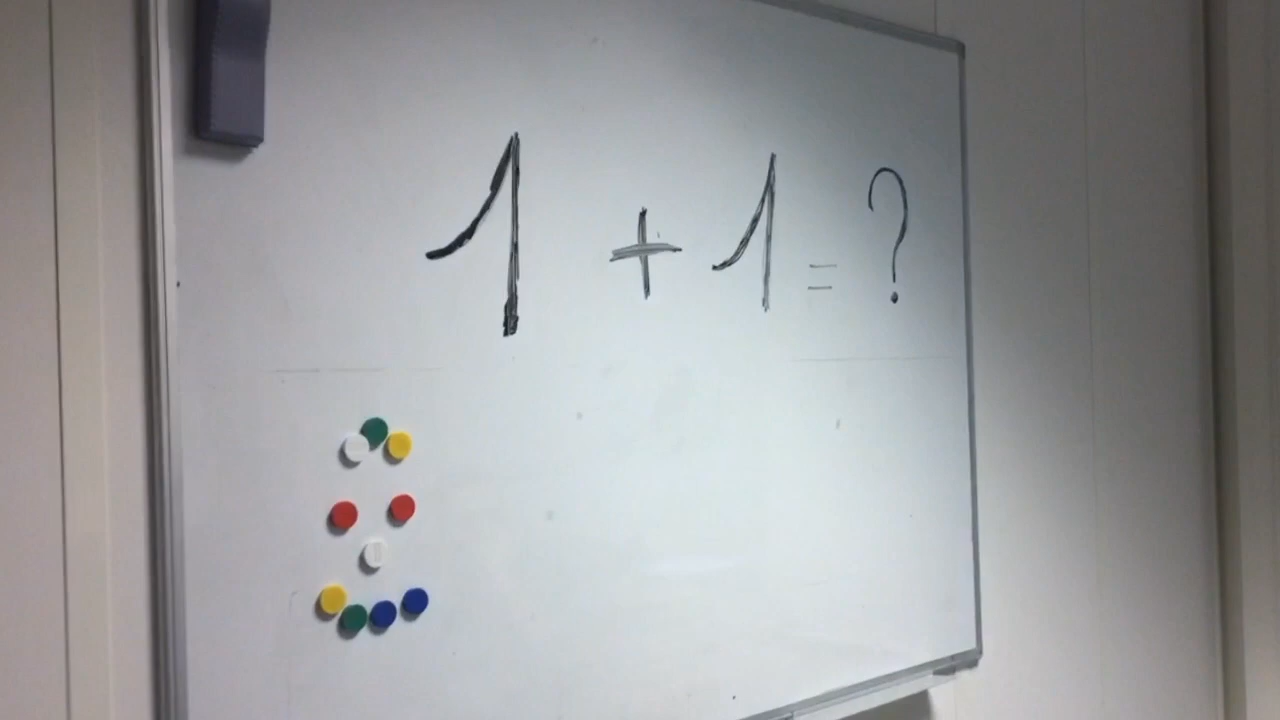 1 + 1 = ?